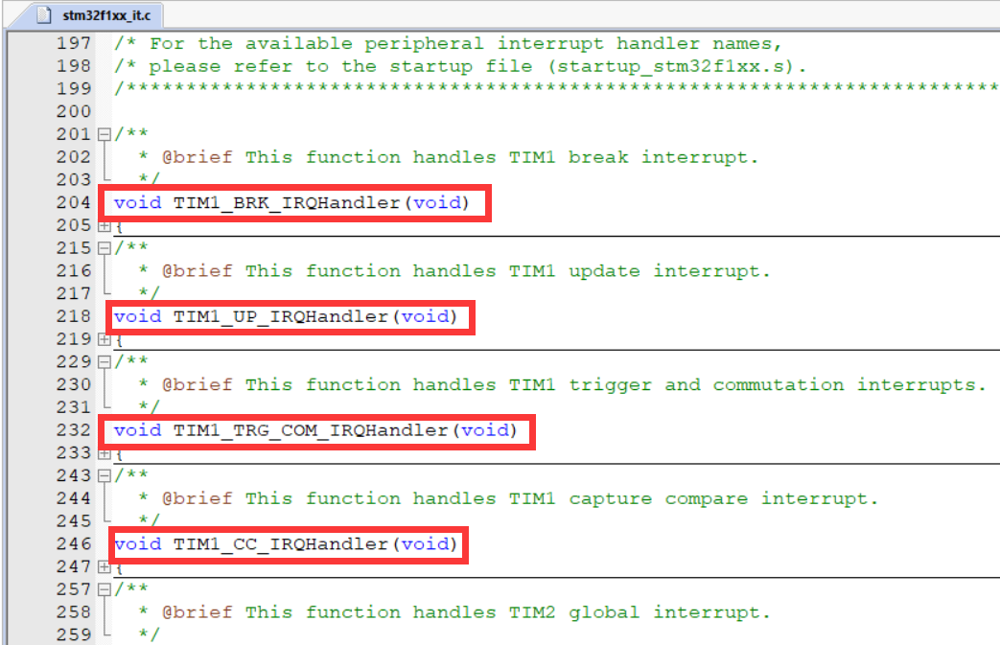 stm32f1xx_it.c
197 /* For the available peripheral interrupt handler names,
198 /* please refer to the startup file (startup_stm32f1xx.s).
199 /**************************************************************************
200
201 /**
202 * @brief This function handles TIM1 break interrupt.
203 */
204 void TIM1_BRK_IRQHandler(void)
205 {
215 /**
216 * @brief This function handles TIM1 update interrupt.
217 */
218 void TIM1_UP_IRQHandler(void)
219 {
229 /**
230 * @brief This function handles TIM1 trigger and commutation interrupts.
231 */
232 void TIM1_TRG_COM_IRQHandler(void)
233 {
243 /**
244 * @brief This function handles TIM1 capture compare interrupt.
245 */
246 void TIM1_CC_IRQHandler(void)
247 {
257 /**
258 * @brief This function handles TIM2 global interrupt.
259 */